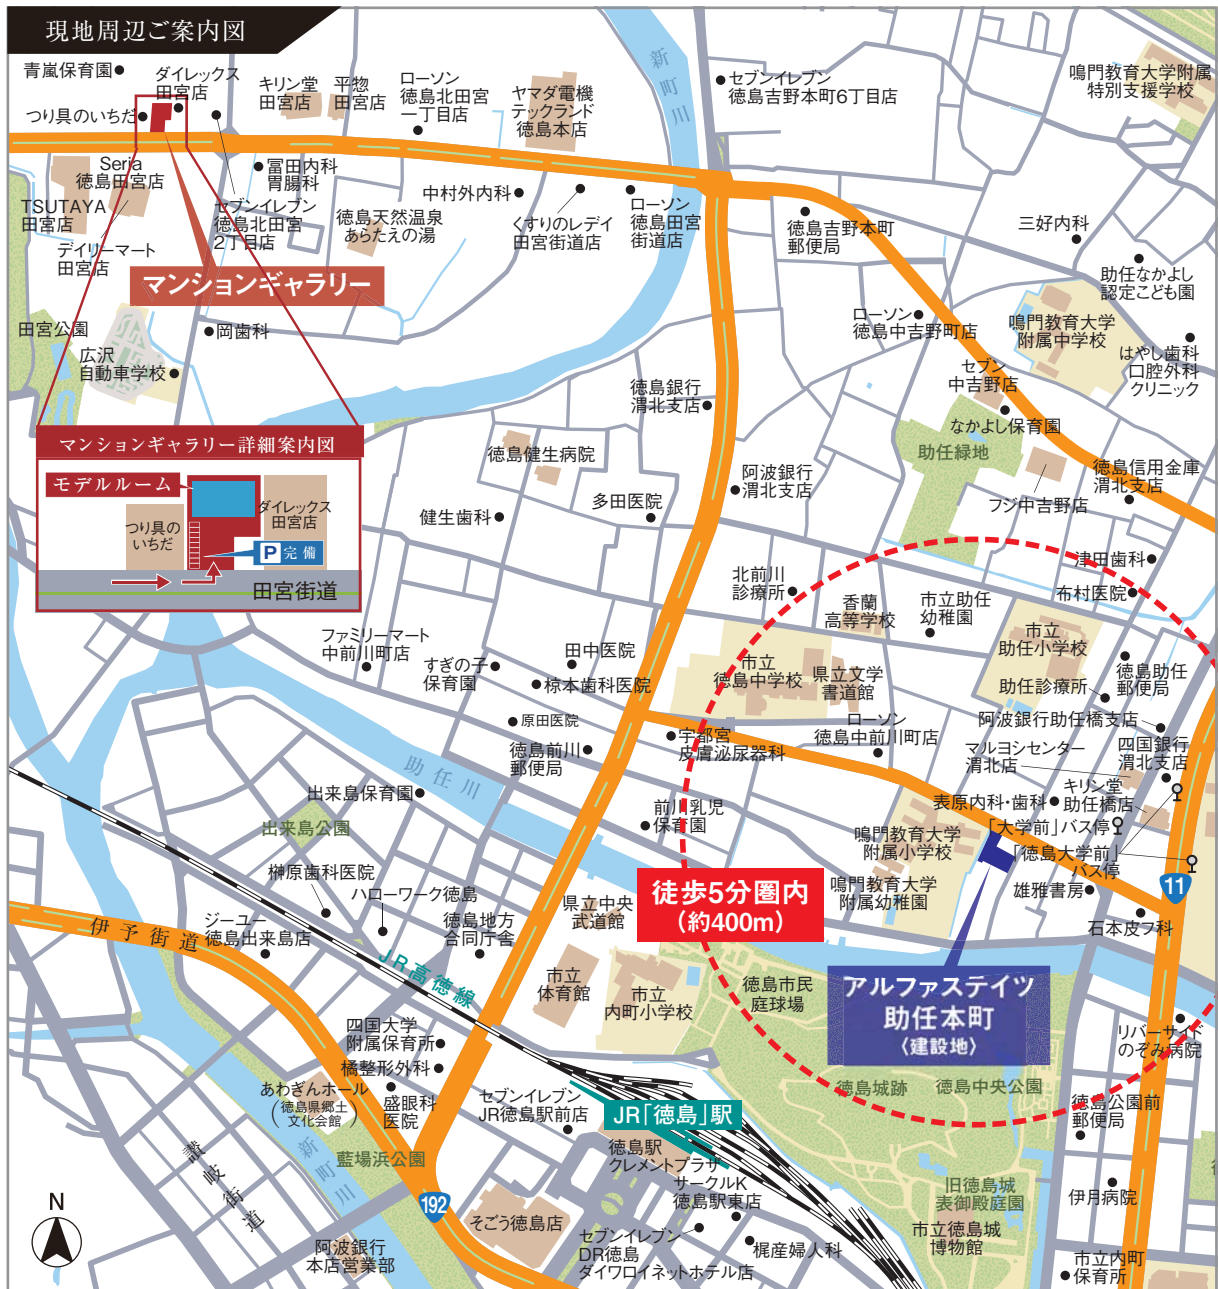 現地周辺ご案内図
青嵐保育園
ダイレックス
田宮店
つり具のいちだ
キリン堂
田宮店
平惣
田宮店
ローソン
徳島北田宮
一丁目店
ヤマダ電機
テックランド
徳島本店
新町川
セブンイレブン
徳島吉野本町6丁目店
鳴門教育大学附属
特別支援学校
Seria
徳島田宮店
TSUTAYA
田宮店
デイリーマート
田宮店
冨田内科
胃腸科
セブンイレブン
徳島北田宮
2丁目店
徳島天然温泉
あらたえの湯
中村外内科
くすりのレデイ
田宮街道店
ローソン
徳島田宮
街道店
徳島吉野本町
郵便局
三好内科
助任なかよし
認定こども園
マンションギャラリー
田宮公園
広沢
自動車学校
岡歯科
ローソン
徳島中吉野町店
鳴門教育大学
附属中学校
はやし歯科
口腔外科
クリニック
セブン
中吉野店
なかよし保育園
徳島銀行
渭北支店
助任緑地
マンションギャラリー詳細案内図
モデルルーム
つり具の
いちだ
ダイレックス
田宮店
P 完備
田宮街道
徳島健生病院
健生歯科
多田医院
阿波銀行
渭北支店
フジ中吉野店
徳島信用金庫
渭北支店
津田歯科
布村医院
北前川
診療所
香蘭
高等学校
市立助任
幼稚園
市立
助任小学校
ファミリーマート
中前川町店
すぎの子
保育園
田中医院
椋本歯科医院
市立
徳島中学校
県立文学
書道館
助任診療所
徳島助任
郵便局
原田医院
徳島前川
郵便局
宇都宮
皮膚泌尿器科
ローソン
徳島中前川町店
阿波銀行助任橋支店
マルヨシセンター
渭北店
四国銀行
渭北支店
助任川
出来島保育園
出来島公園
前川乳児
保育園
表原内科・歯科
キリン堂
助任橋店
「大学前」バス停
鳴門教育大学
附属小学校
「徳島大学前」
バス停
榊原歯科医院
ハローワーク徳島
徳島地方
合同庁舎
県立中央
武道館
徒歩5分圏内
(約400m)
鳴門教育大学
附属幼稚園
雄雅書房
11
石本皮フ科
伊予街道
ジーユー
徳島出来島店
JR高徳線
市立
体育館
市立
内町小学校
徳島市民
庭球場
アルファステイツ
助任本町
〈建設地〉
リバーサイド
のぞみ病院
四国大学
附属保育所
橋整形外科
あわぎんホール
(徳島県郷土
文化会館)
盛眼科
医院
セブンイレブン
JR徳島駅前店
JR「徳島」駅
徳島城跡
徳島中央公園
徳島公園前
郵便局
讃岐街道
新町川
藍場浜公園
192
徳島駅
クレメントプラザ
サークルK
徳島駅東店
旧徳島城
表御殿庭園
伊月病院
N
阿波銀行
本店営業部
そごう徳島店
セブンイレブン
DR徳島
ダイワロイネットホテル店
梶産婦人科
市立徳島城
博物館
市立内町
保育所